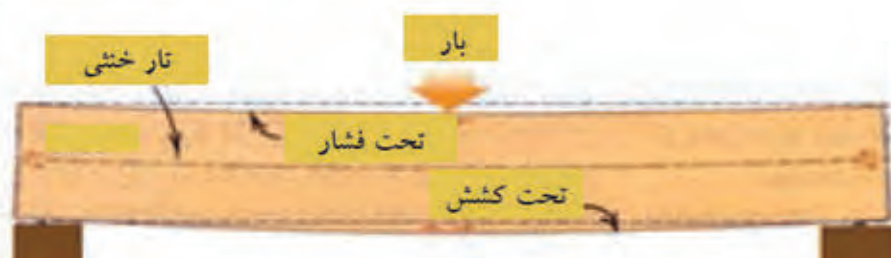 بار
تار خنثی
تحت فشار
تحت کشش